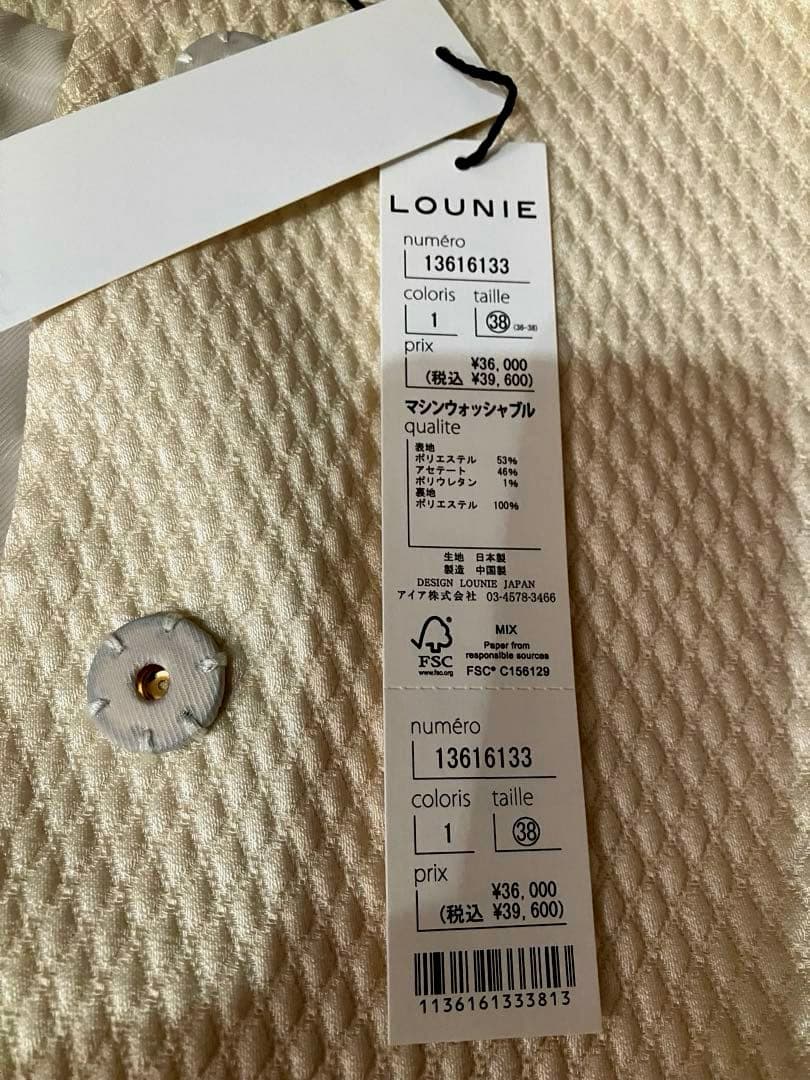 LOUNIE
numéro
13616133
coloris taille
1 ㊳ (36-38)
prix
¥36,000
(税込 ¥39,600)
マシンウォッシャブル
qualite
表地
ポリエステル 53%
アセテート 46%
ポリウレタン 1%
裏地
ポリエステル 100%
生地 日本製
製造 中国製
DESIGN LOUNIE JAPAN
アイア株式会社 03-4578-3466
FSC
www.fsc.org
MIX
Paper from
responsible sources
FSC® C156129
numéro
13616133
coloris taille
1 ㊳
prix
¥36,000
(税込 ¥39,600)
1136161333813